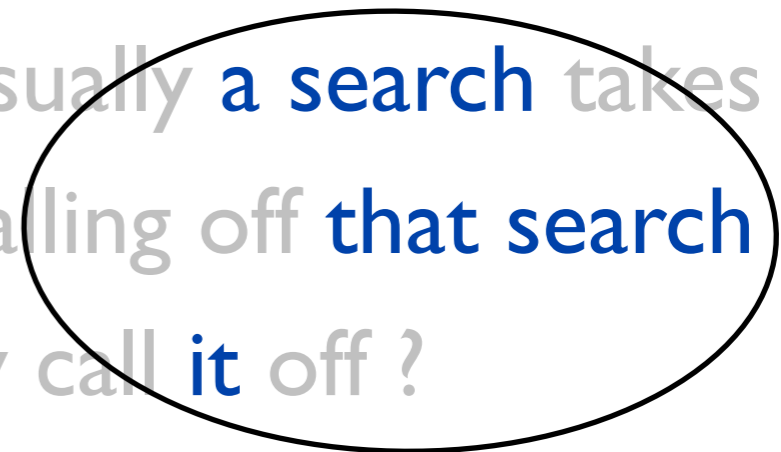 sually a search takes
alling off that search
call it off ?